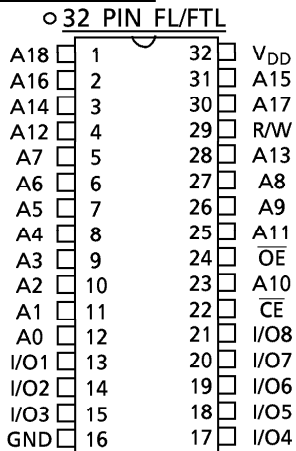 ○ 32 PIN FL/FTL
A18 1 32 VDD
A16 2 31 A15
A14 3 30 A17
A12 4 29 R/W
A7 5 28 A13
A6 6 27 A8
A5 7 26 A9
A4 8 25 A11
A3 9 24 O̅E̅
A2 10 23 A10
A1 11 22 C̅E̅
A0 12 21 I/O8
I/O1 13 20 I/O7
I/O2 14 19 I/O6
I/O3 15 18 I/O5
GND 16 17 I/O4